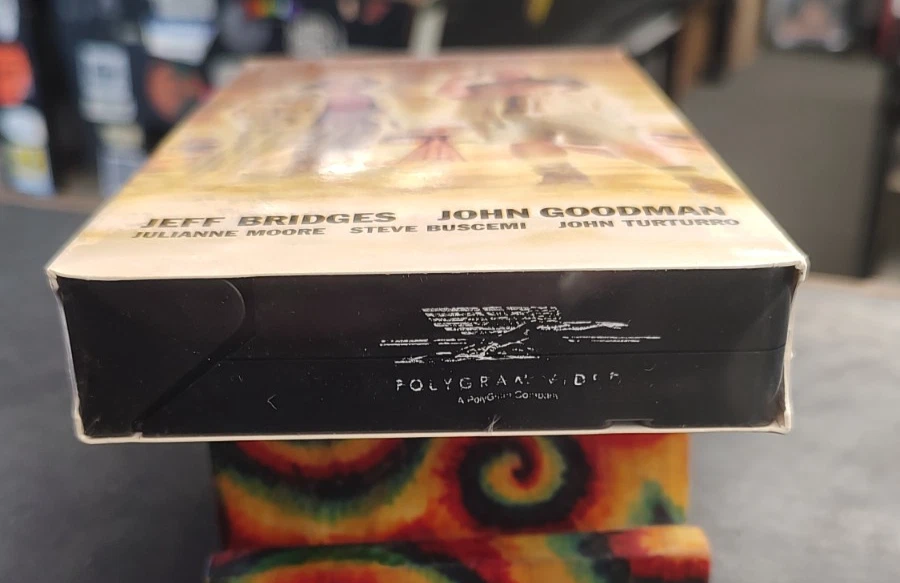 JEFF BRIDGES JOHN GOODMAN
JULIANNE MOORE STEVE BUSCEMI JOHN TURTURRO
POLYGRAM VIDEO
A PolyGram Company